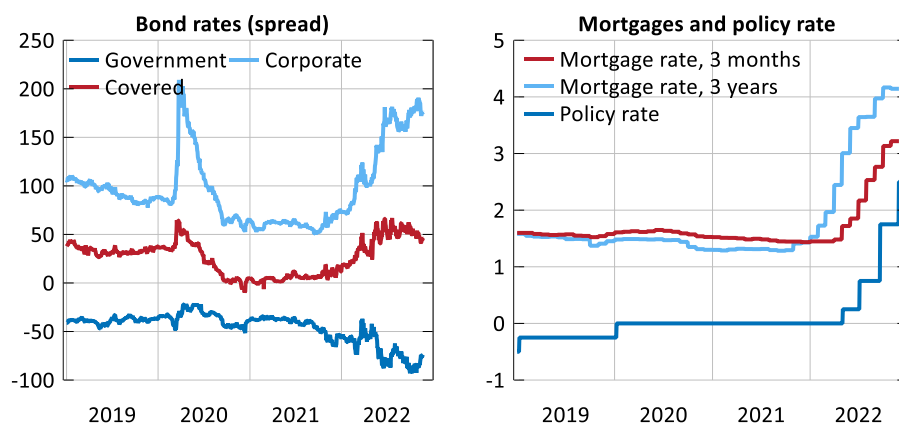 Bond rates (spread)
250
200
150
100
50
0
-50
-100
Government
Corporate
Covered
2019
2020
2021
2022
Mortgages and policy rate
5
4
3
2
1
0
-1
Mortgage rate, 3 months
Mortgage rate, 3 years
Policy rate
2019
2020
2021
2022